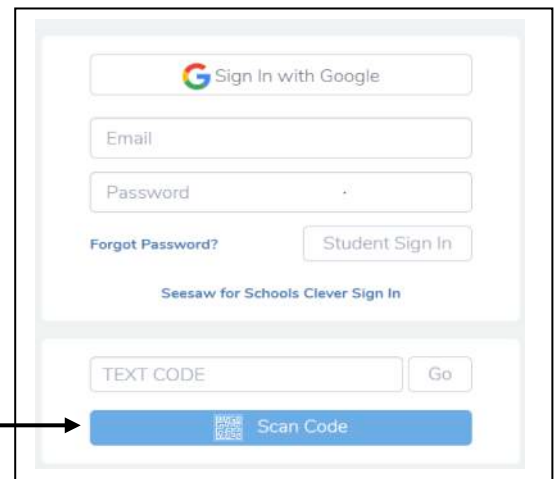 Sign In with Google
Email
Password
Forgot Password?
Student Sign In
Seesaw for Schools Clever Sign In
TEXT CODE
Go
Scan Code